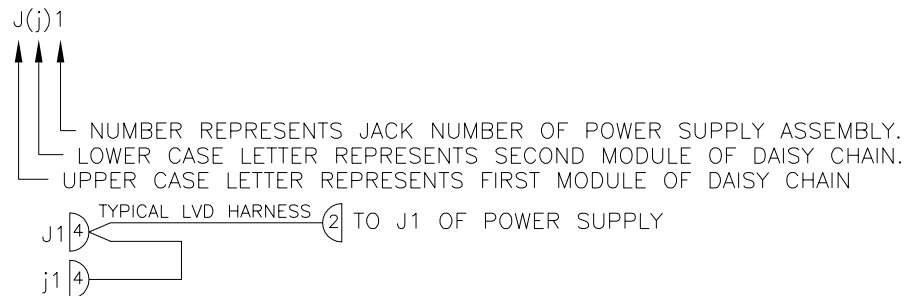 J(j)1
NUMBER REPRESENTS JACK NUMBER OF POWER SUPPLY ASSEMBLY.
LOWER CASE LETTER REPRESENTS SECOND MODULE OF DAISY CHAIN.
UPPER CASE LETTER REPRESENTS FIRST MODULE OF DAISY CHAIN
J1 4 TYPICAL LVD HARNESS 2 TO J1 OF POWER SUPPLY
j1 4